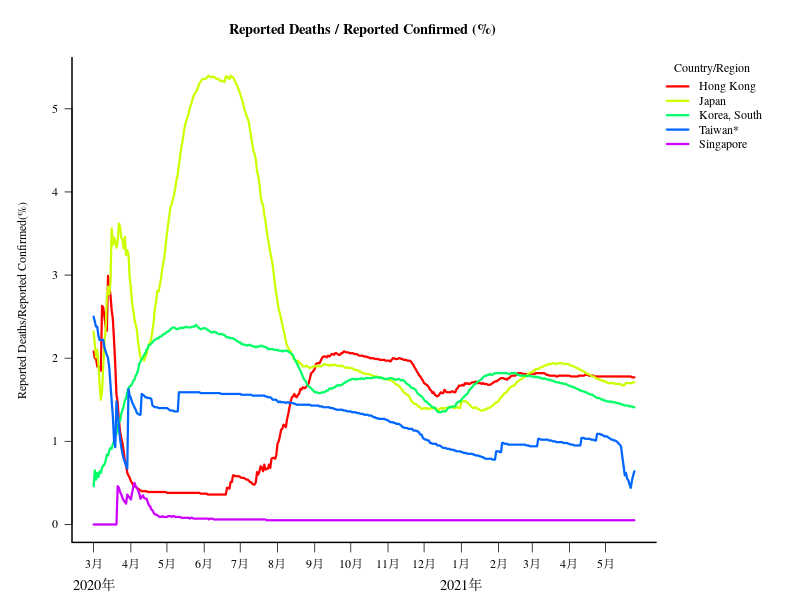 Reported Deaths / Reported Confirmed (%)
Country/Region
Hong Kong
Japan
Korea, South
Taiwan*
Singapore
Reported Deaths/Reported Confirmed(%)
5
4
3
2
1
0
3月 4月 5月 6月 7月 8月 9月 10月 11月 12月 1月 2月 3月 4月 5月
2020年 2021年